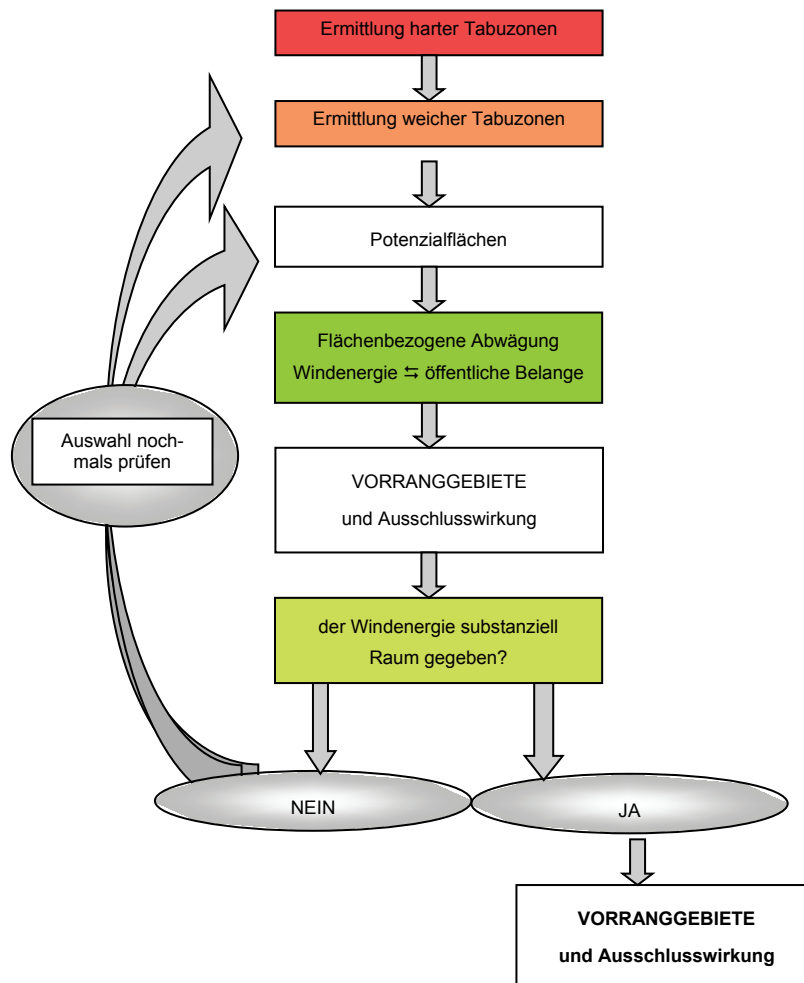 Ermittlung harter Tabuzonen
Ermittlung weicher Tabuzonen
Potenzialflächen
Flächenbezogene Abwägung
Windenergie ⇆ öffentliche Belange
Auswahl noch-
mals prüfen
VORRANGGEBIETE
und Ausschlusswirkung
der Windenergie substanziell
Raum gegeben?
NEIN
JA
VORRANGGEBIETE
und Ausschlusswirkung